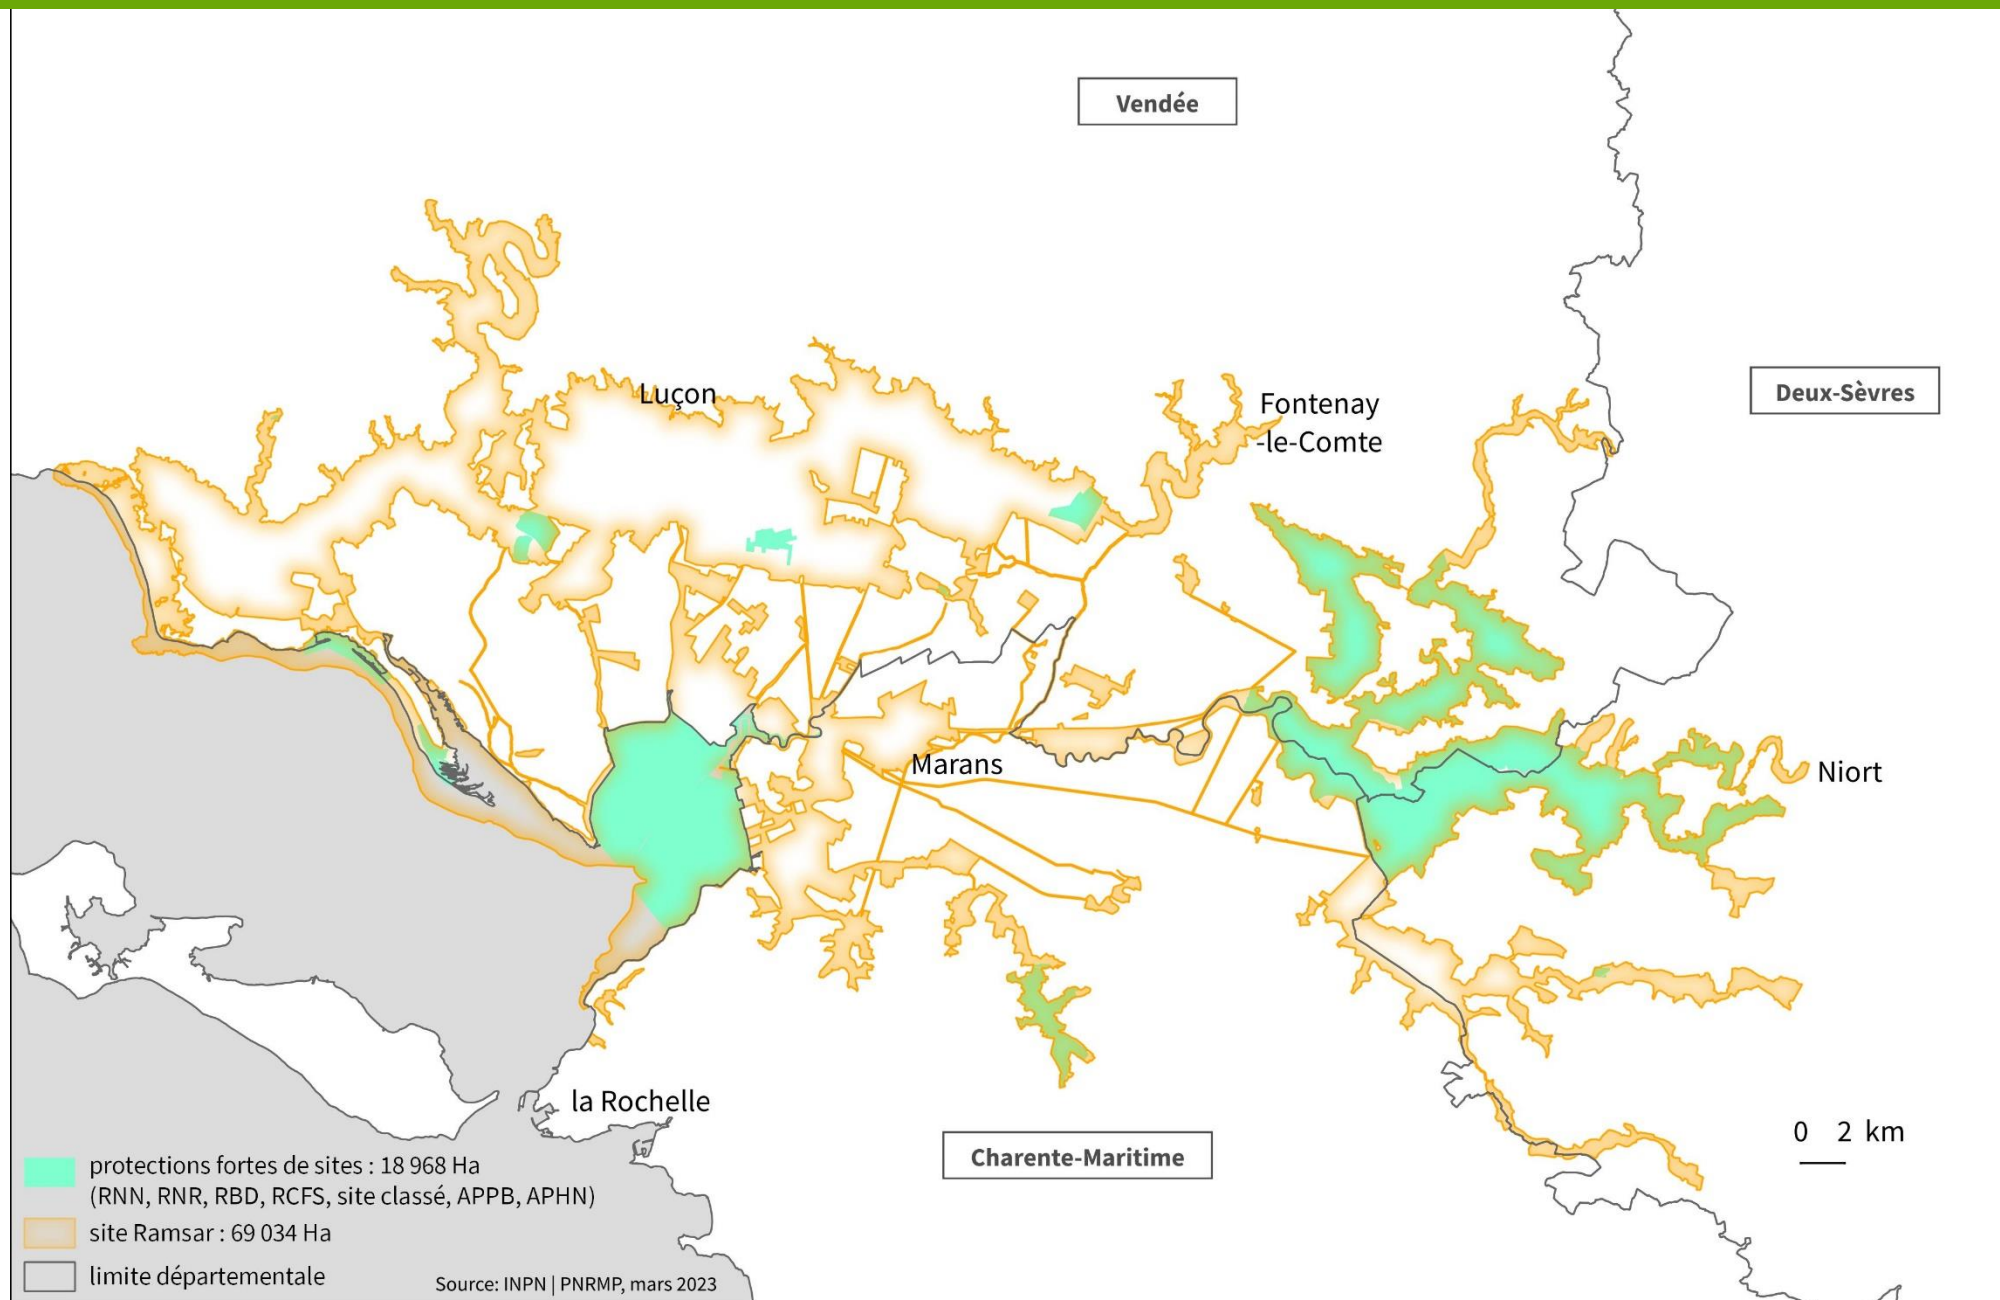 Vendée
Deux-Sèvres
Luçon
Fontenay
-le-Comte
Marans
Niort
la Rochelle
Charente-Maritime
0 2 km
protections fortes de sites : 18 968 Ha
(RNN, RNR, RBD, RCFS, site classé, APPB, APHN)
site Ramsar : 69 034 Ha
limite départementale
Source: INPN | PNRMP, mars 2023